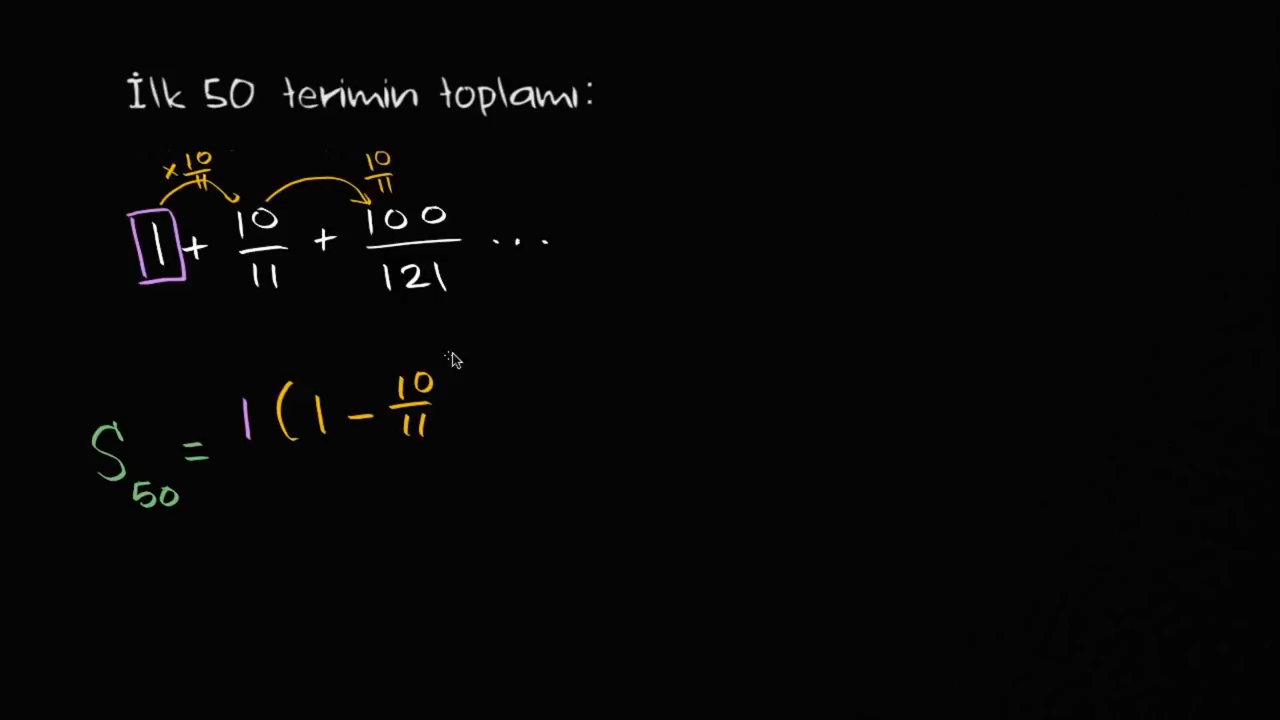 İlk 50 terimin toplamı:
× 10/11 10/11
1 + 10/11 + 100/121 ...
S₅₀ = 1 ( 1 - 10/11